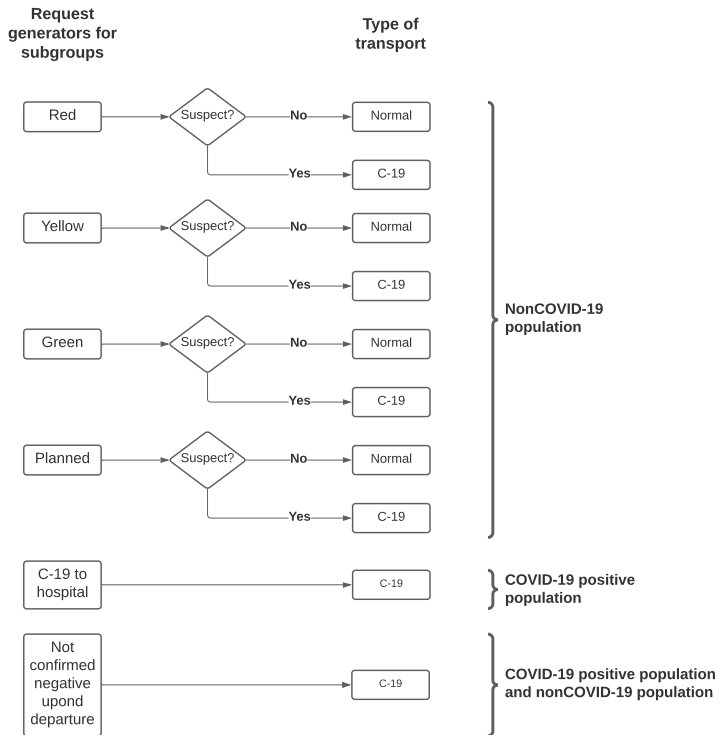 Request
generators for
subgroups
Type of
transport
Red
Suspect?
No
Normal
Yes
C-19
Yellow
Suspect?
No
Normal
Yes
C-19
NonCOVID-19
population
Green
Suspect?
No
Normal
Yes
C-19
Planned
Suspect?
No
Normal
Yes
C-19
C-19 to
hospital
C-19
COVID-19 positive
population
Not
confirmed
negative
upond
departure
C-19
COVID-19 positive population
and nonCOVID-19 population